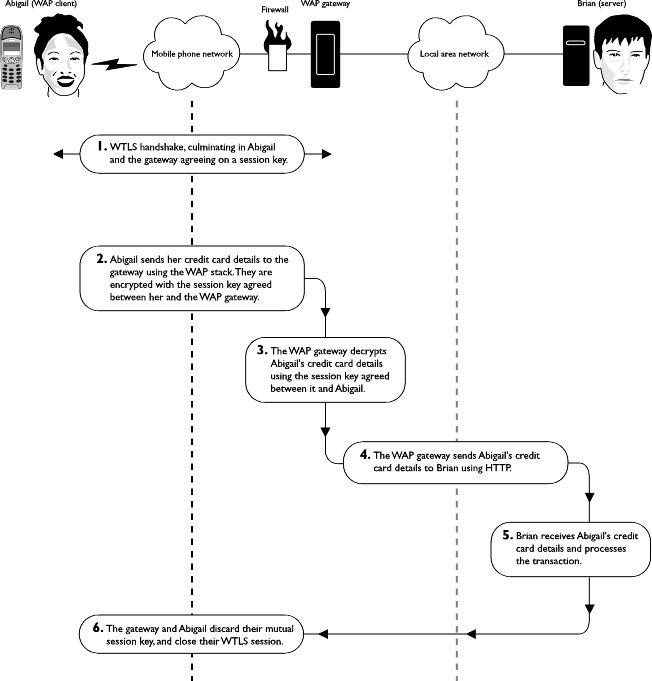 Abigail (WAP client)
Firewall
WAP gateway
Brian (server)
Mobile phone network
Local area network
1. WTLS handshake, culminating in Abigail
and the gateway agreeing on a session key.
2. Abigail sends her credit card details to the
gateway using the WAP stack. They are
encrypted with the session key agreed
between her and the WAP gateway.
3. The WAP gateway decrypts
Abigail's credit card details
using the session key agreed
between it and Abigail.
4. The WAP gateway sends Abigail's credit
card details to Brian using HTTP.
5. Brian receives Abigail's credit
card details and processes
the transaction.
6. The gateway and Abigail discard their mutual
session key, and close their WTLS session.